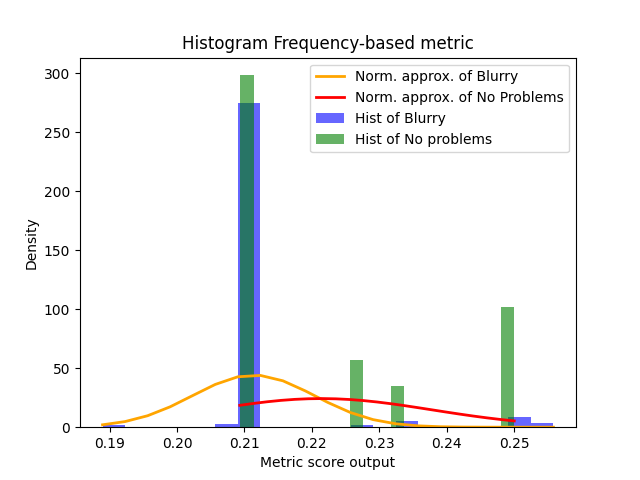 Histogram Frequency-based metric
Norm. approx. of Blurry
Norm. approx. of No Problems
Hist of Blurry
Hist of No problems
300
250
200
150
100
50
0
Density
0.19 0.20 0.21 0.22 0.23 0.24 0.25
Metric score output